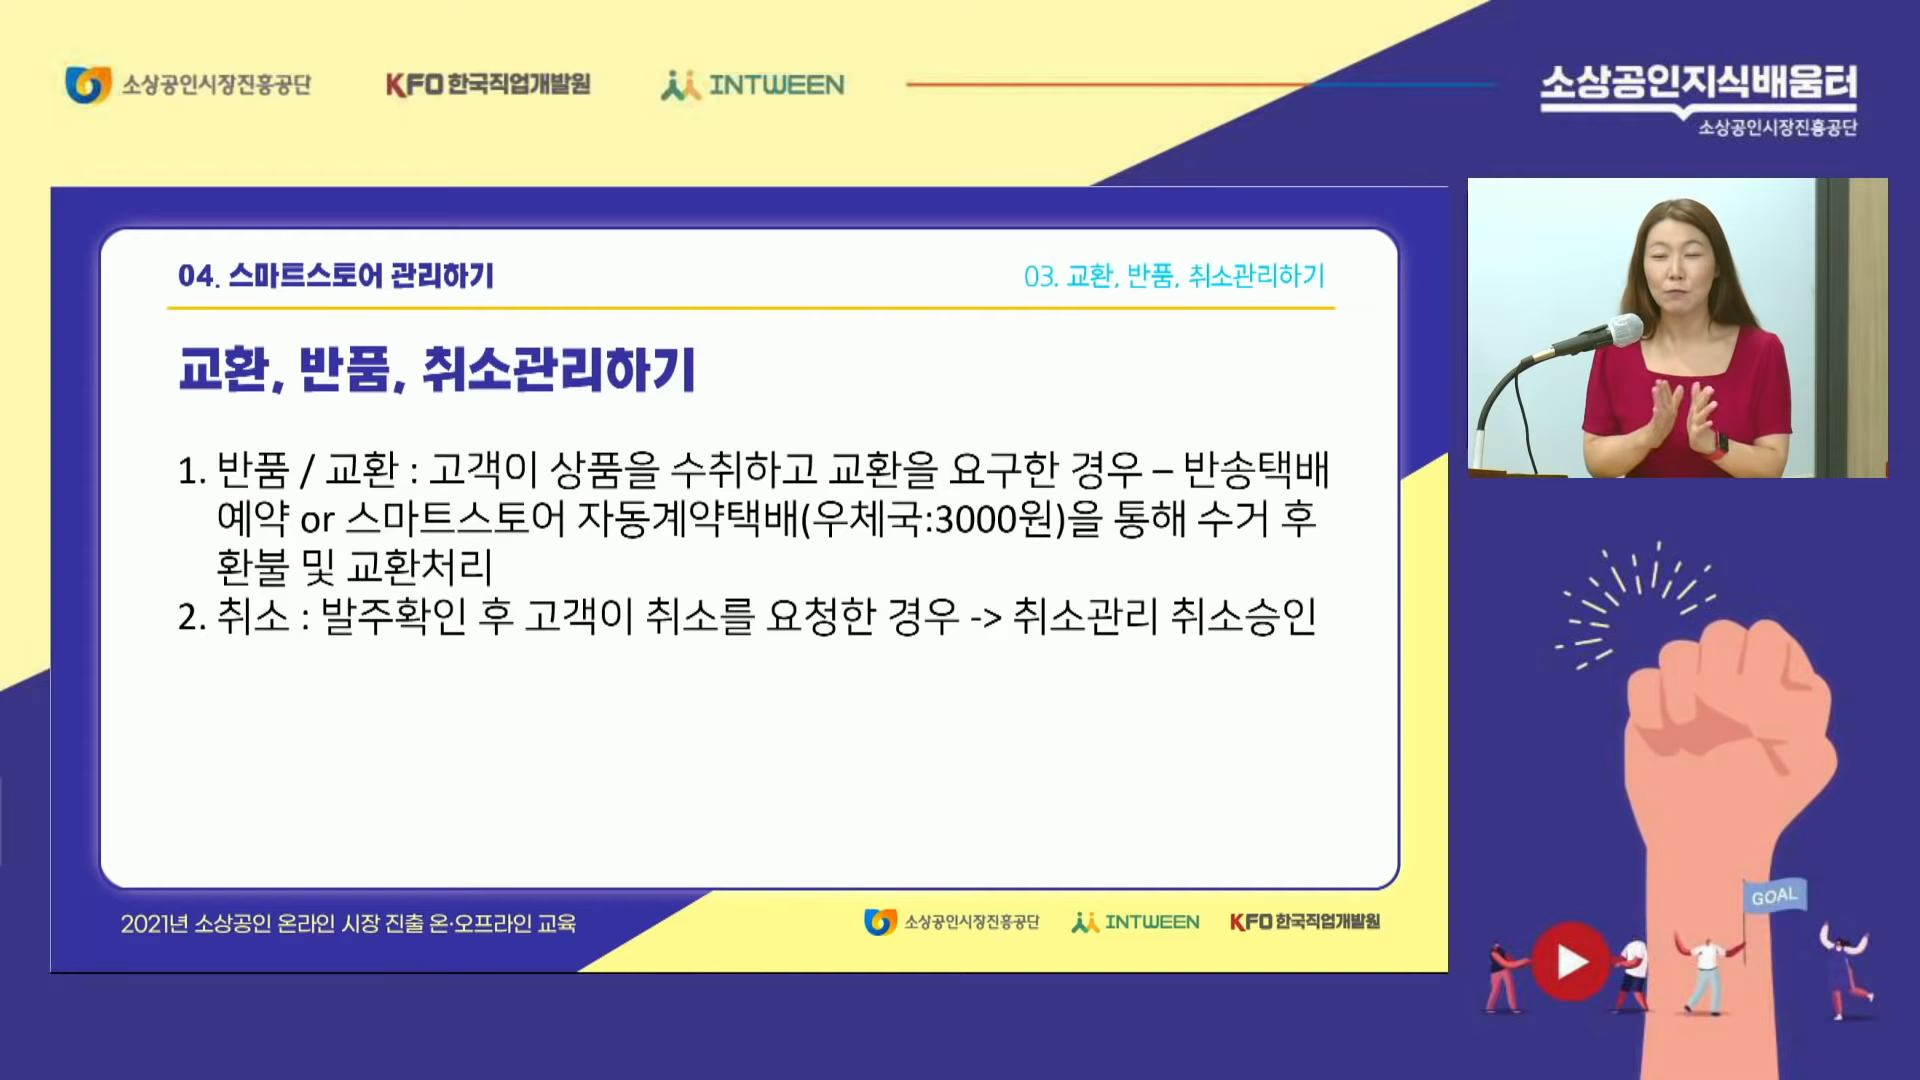 소상공인시장진흥공단
KFO 한국직업개발원
INTWEEN
소상공인지식배움터
소상공인시장진흥공단
04. 스마트스토어 관리하기
03. 교환, 반품, 취소관리하기
교환, 반품, 취소관리하기
1. 반품 / 교환 : 고객이 상품을 수취하고 교환을 요구한 경우 – 반송택배
예약 or 스마트스토어 자동계약택배(우체국:3000원)을 통해 수거 후
환불 및 교환처리
2. 취소 : 발주확인 후 고객이 취소를 요청한 경우 -> 취소관리 취소승인
GOAL
2021년 소상공인 온라인 시장 진출 온·오프라인 교육
소상공인시장진흥공단
INTWEEN
KFO 한국직업개발원